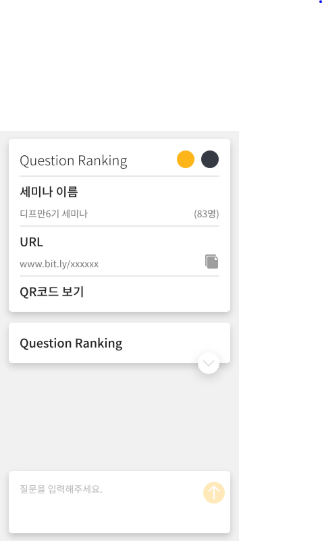 Question Ranking
세미나 이름
디프만6기 세미나
(83명)
URL
www.bit.ly/xxxxxx
QR코드 보기
Question Ranking
질문을 입력해주세요.